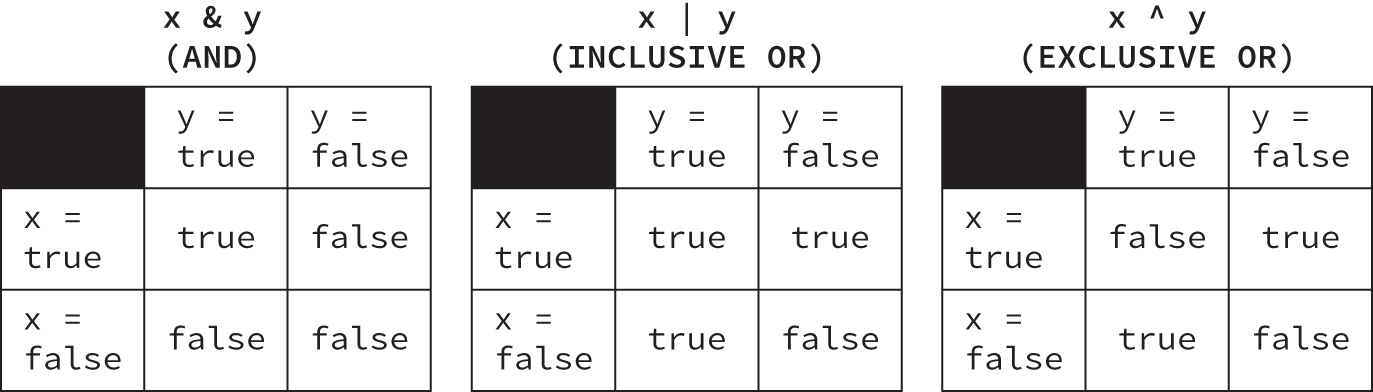 x & y
(AND)
y =
true
y =
false
x =
true
true
false
x =
false
false
false
x | y
(INCLUSIVE OR)
y =
true
y =
false
x =
true
true
true
x =
false
true
false
x ^ y
(EXCLUSIVE OR)
y =
true
y =
false
x =
true
false
true
x =
false
true
false